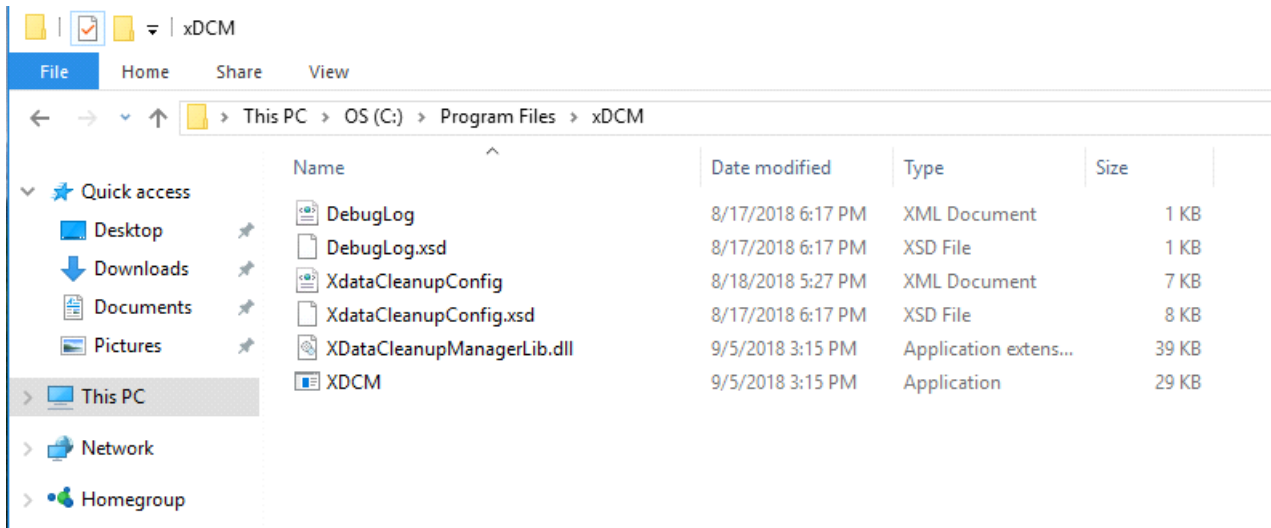 xDCM
File Home Share View
This PC OS (C:) Program Files xDCM
Name Date modified Type Size
Quick access
Desktop
Downloads
Documents
Pictures
This PC
Network
Homegroup
DebugLog 8/17/2018 6:17 PM XML Document 1 KB
DebugLog.xsd 8/17/2018 6:17 PM XSD File 1 KB
XdataCleanupConfig 8/18/2018 5:27 PM XML Document 7 KB
XdataCleanupConfig.xsd 8/17/2018 6:17 PM XSD File 8 KB
XDataCleanupManagerLib.dll 9/5/2018 3:15 PM Application extens... 39 KB
XDCM 9/5/2018 3:15 PM Application 29 KB